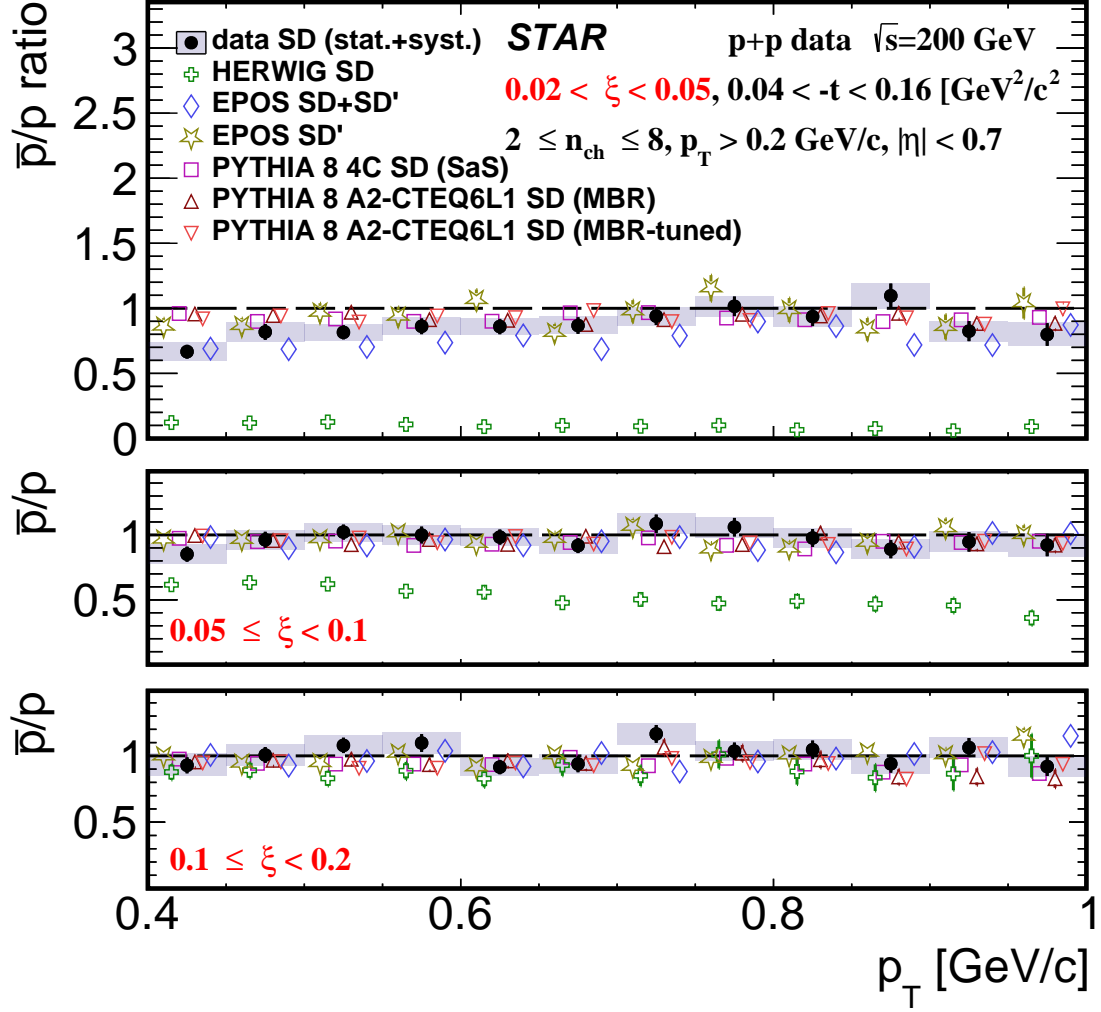 p̅/p ratio
3
2.5
2
1.5
1
0.5
0
data SD (stat.+syst.)
HERWIG SD
EPOS SD+SD'
EPOS SD'
PYTHIA 8 4C SD (SaS)
PYTHIA 8 A2-CTEQ6L1 SD (MBR)
PYTHIA 8 A2-CTEQ6L1 SD (MBR-tuned)
STAR p+p data √s=200 GeV
0.02 < ξ < 0.05, 0.04 < -t < 0.16 [GeV²/c²
2 ≤ n_ch ≤ 8, p_T > 0.2 GeV/c, |η| < 0.7
p̅/p
1
0.5
0.05 ≤ ξ < 0.1
p̅/p
1
0.5
0.1 ≤ ξ < 0.2
0.4 0.6 0.8 1
p_T [GeV/c]